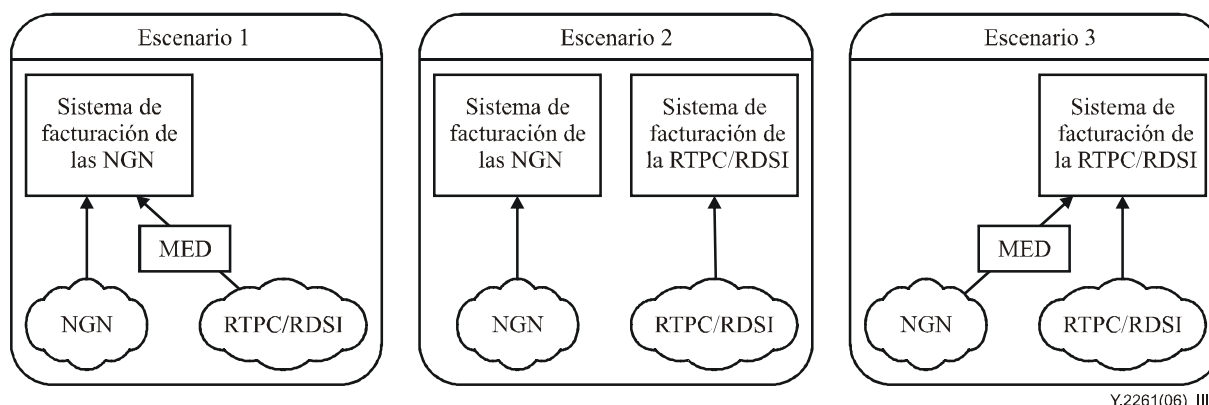 Escenario 1
Sistema de
facturación de
las NGN
MED
NGN
RTPC/RDSI
Escenario 2
Sistema de
facturación de
las NGN
Sistema de
facturación de
la RTPC/RDSI
NGN
RTPC/RDSI
Escenario 3
Sistema de
facturación de
la RTPC/RDSI
MED
NGN
RTPC/RDSI
Y.2261(06)